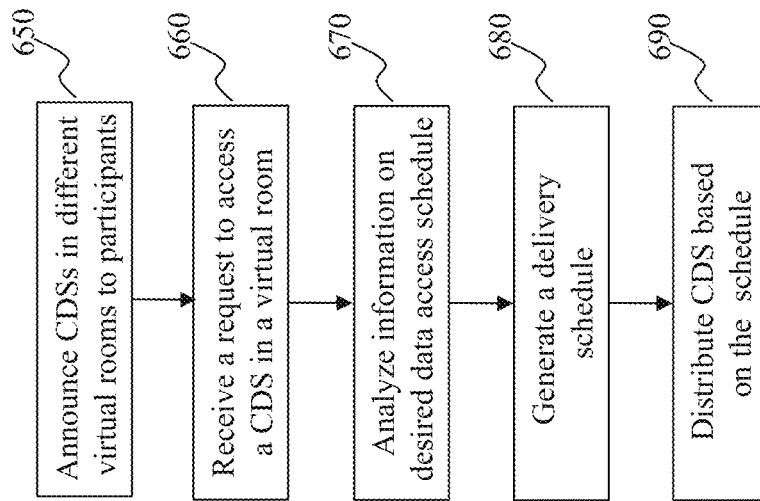 650
Announce CDSs in different
virtual rooms to participants
660
Receive a request to access
a CDS in a virtual room
670
Analyze information on
desired data access schedule
680
Generate a delivery
schedule
690
Distribute CDS based
on the schedule